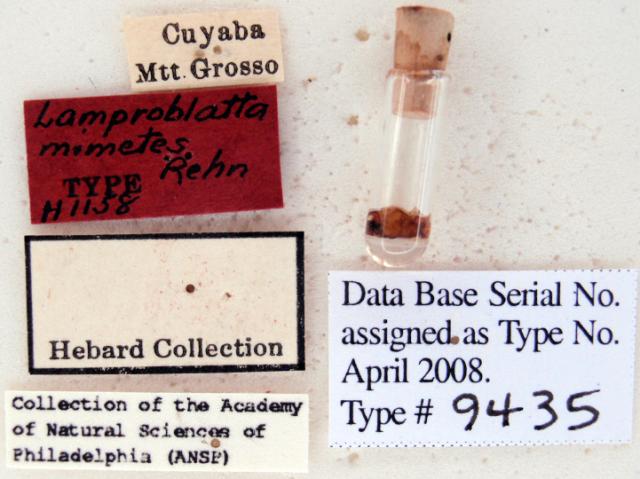 Cuyaba
Mtt. Grosso
Lamproblatta
mimetes
Rehn
TYPE
H1158
Hebard Collection
Collection of the Academy
of Natural Sciences of
Philadelphia (ANSP)
Data Base Serial No.
assigned as Type No.
April 2008.
Type # 9435